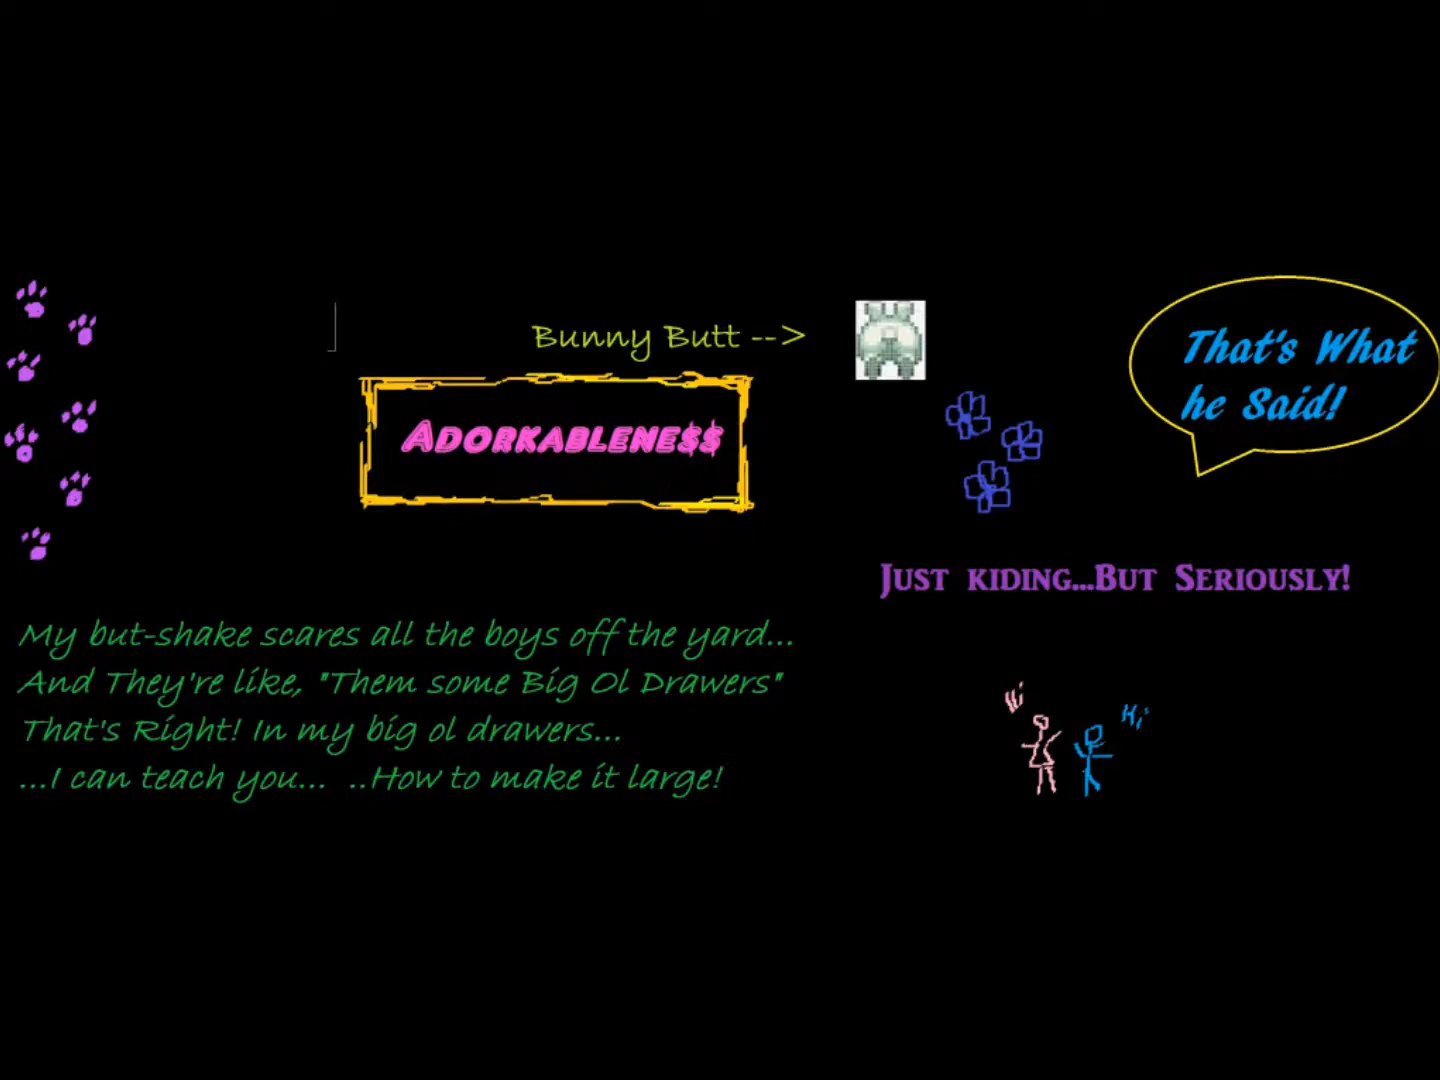 Bunny Butt -->
That's What
he Said!
Adorkablene$$
Just kiding...But Seriously!
My but-shake scares all the boys off the yard...
And They're like, "Them some Big Ol Drawers"
That's Right! In my big ol drawers...
...I can teach you... ..How to make it large!
Hi